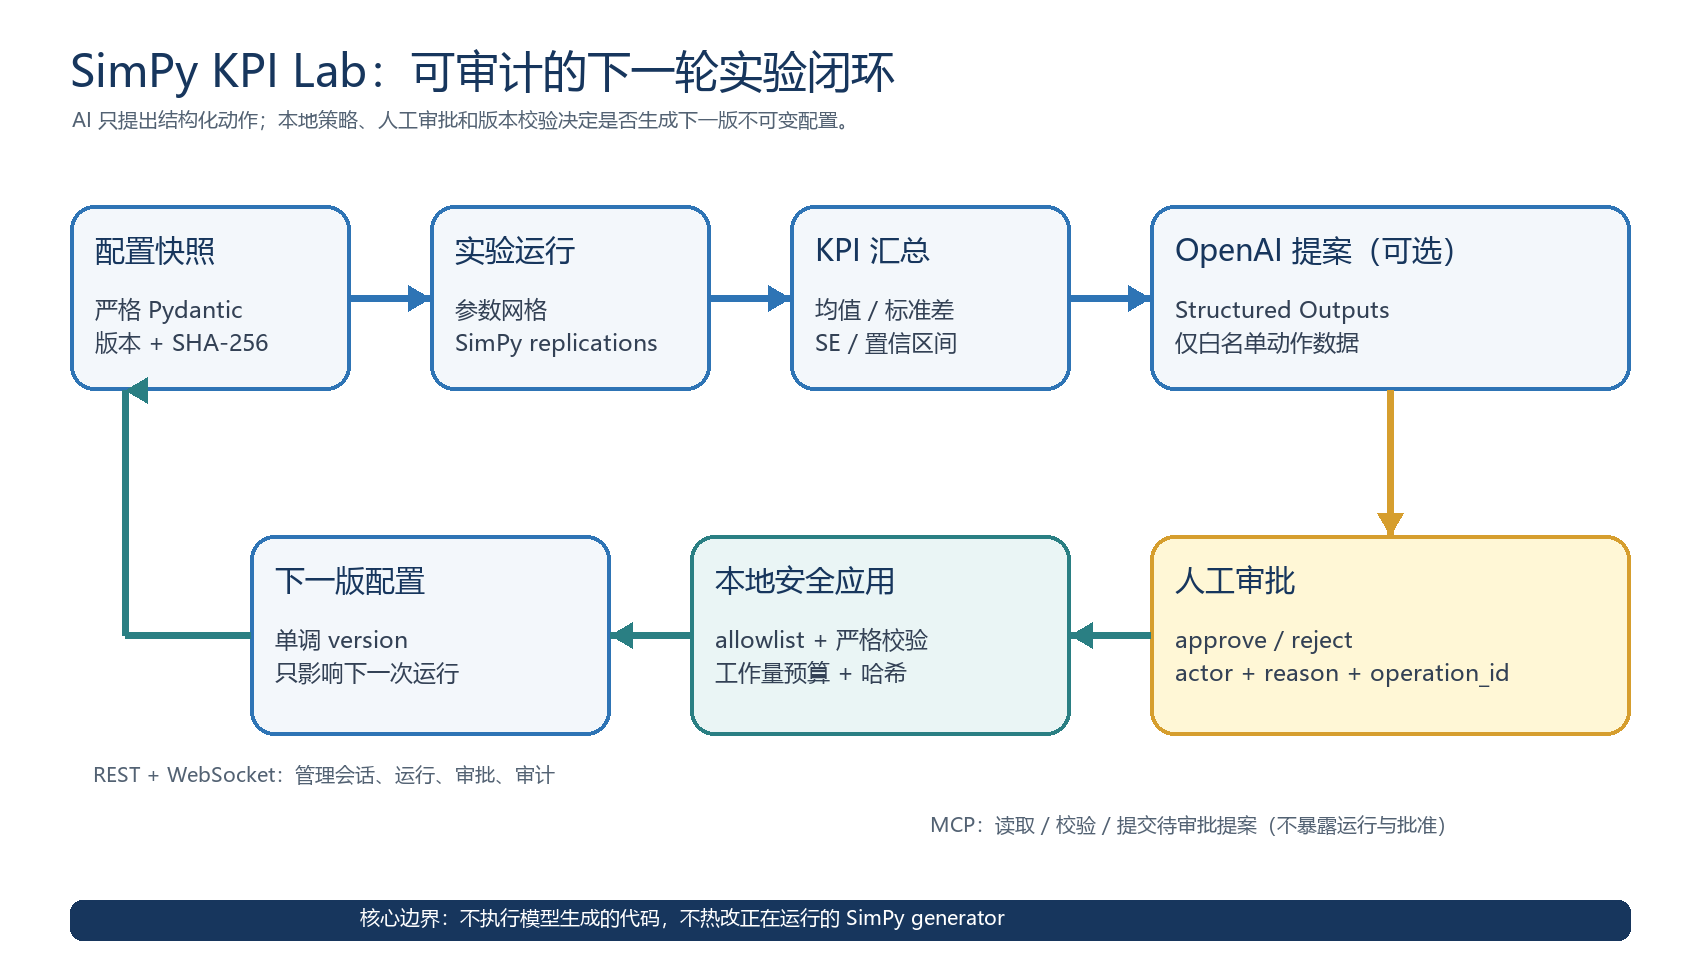 SimPy KPI Lab：可审计的下一轮实验闭环
AI 只提出结构化动作；本地策略、人工审批和版本校验决定是否生成下一版不可变配置。
配置快照
严格 Pydantic
版本 + SHA-256
实验运行
参数网格
SimPy replications
KPI 汇总
均值 / 标准差
SE / 置信区间
OpenAI 提案（可选）
Structured Outputs
仅白名单动作数据
下一版配置
单调 version
只影响下一次运行
本地安全应用
allowlist + 严格校验
工作量预算 + 哈希
人工审批
approve / reject
actor + reason + operation_id
REST + WebSocket：管理会话、运行、审批、审计
MCP：读取 / 校验 / 提交待审批提案（不暴露运行与批准）
核心边界：不执行模型生成的代码，不热改正在运行的 SimPy generator